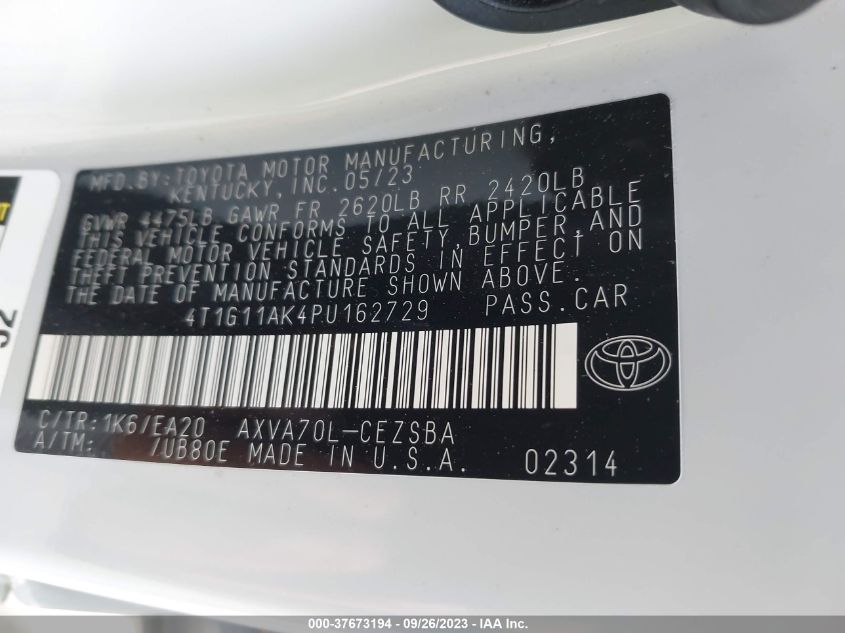 MFD.BY:TOYOTA MOTOR MANUFACTURING,
KENTUCKY, INC.05/23
GVWR 4475LB GAWR FR 2620LB RR 2420LB
THIS VEHICLE CONFORMS TO ALL APPLICABLE
FEDERAL MOTOR VEHICLE SAFETY,BUMPER,AND
THEFT PREVENTION STANDARDS IN EFFECT ON
THE DATE OF MANUFACTURE SHOWN ABOVE.
4T1G11AK4PU162729 PASS.CAR
C/TR:1K6/EA20 AXVA70L-CEZSBA
A/TM: /UB80E MADE IN U.S.A. 02314
000-37673194 - 09/26/2023 - IAA Inc.